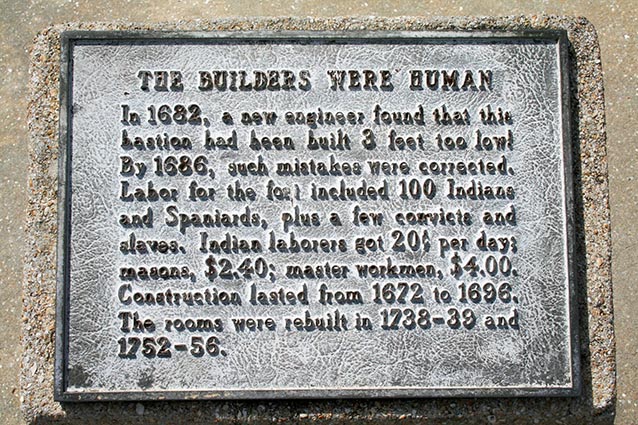 THE BUILDERS WERE HUMAN
In 1682, a new engineer found that this
bastion had been built 3 feet too low!
By 1686, such mistakes were corrected.
Labor for the fort included 100 Indians
and Spaniards, plus a few convicts and
slaves. Indian laborers got 20¢ per day;
masons, $2.40; master workmen, $4.00.
Construction lasted from 1672 to 1696.
The rooms were rebuilt in 1738-39 and
1752-56.